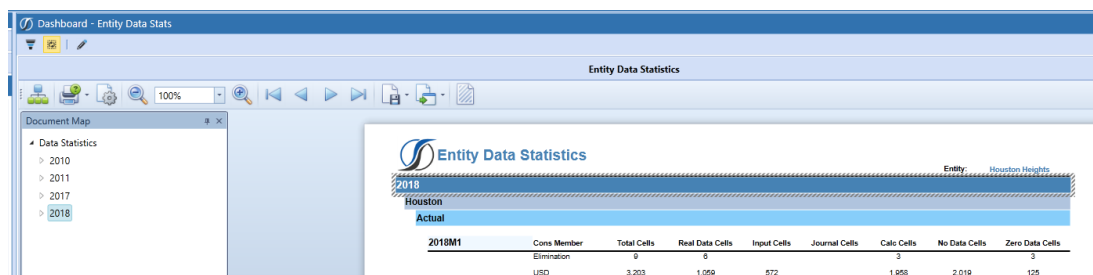 Dashboard - Entity Data Stats
Entity Data Statistics
100%
Document Map
Data Statistics
2010
2011
2017
2018
Entity Data Statistics
Entity: Houston Heights
2018
Houston
Actual
2018M1 Cons Member Total Cells Real Data Cells Input Cells Journal Cells Calc Cells No Data Cells Zero Data Cells
Elimination 9 6 3 3
USD 3,203 1,059 572 1,958 2,019 125